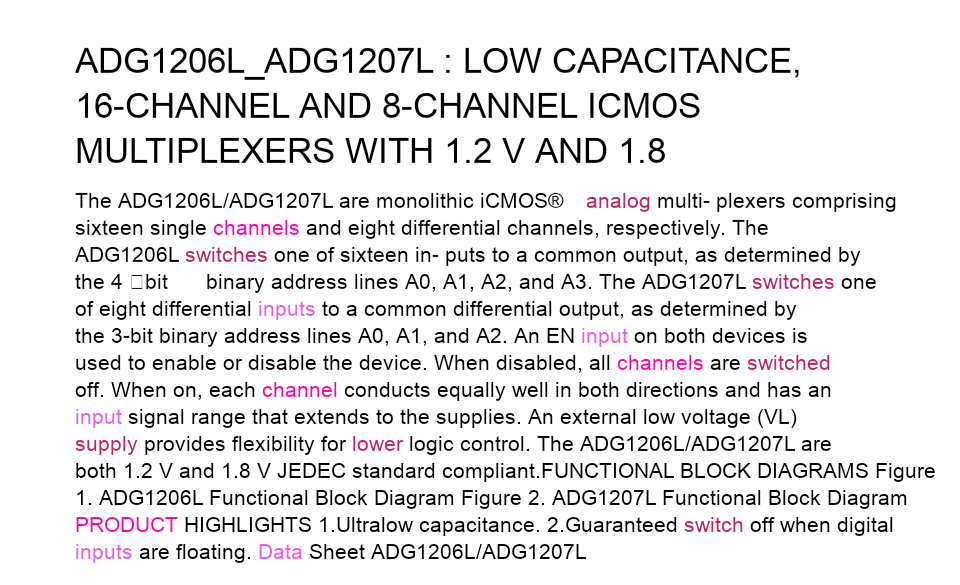 ADG1206L_ADG1207L : LOW CAPACITANCE,
16-CHANNEL AND 8-CHANNEL ICMOS
MULTIPLEXERS WITH 1.2 V AND 1.8
The ADG1206L/ADG1207L are monolithic iCMOS® analog multi- plexers comprising
sixteen single channels and eight differential channels, respectively. The
ADG1206L switches one of sixteen in- puts to a common output, as determined by
the 4 □bit binary address lines A0, A1, A2, and A3. The ADG1207L switches one
of eight differential inputs to a common differential output, as determined by
the 3-bit binary address lines A0, A1, and A2. An EN input on both devices is
used to enable or disable the device. When disabled, all channels are switched
off. When on, each channel conducts equally well in both directions and has an
input signal range that extends to the supplies. An external low voltage (VL)
supply provides flexibility for lower logic control. The ADG1206L/ADG1207L are
both 1.2 V and 1.8 V JEDEC standard compliant.FUNCTIONAL BLOCK DIAGRAMS Figure
1. ADG1206L Functional Block Diagram Figure 2. ADG1207L Functional Block Diagram
PRODUCT HIGHLIGHTS 1.Ultralow capacitance. 2.Guaranteed switch off when digital
inputs are floating. Data Sheet ADG1206L/ADG1207L